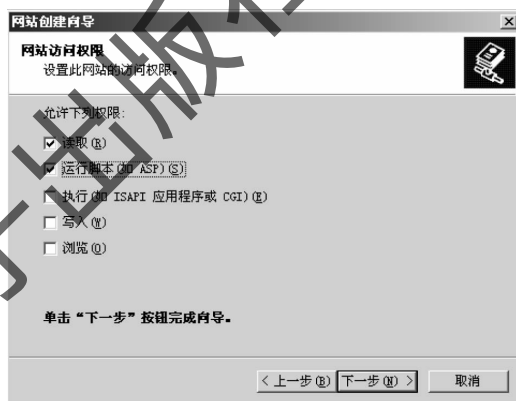 网站创建向导
网站访问权限
设置此网站的访问权限。
允许下列权限:
读取(R)
运行脚本(如 ASP)(S)
执行(如 ISAPI 应用程序或 CGI)(E)
写入(W)
浏览(O)
单击“下一步”按钮完成向导。
< 上一步(B) 下一步(N) > 取消
出版社